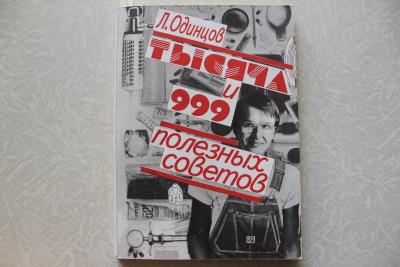 Л. Одинцов
ТЫСЯЧА
и
999
полезных
советов